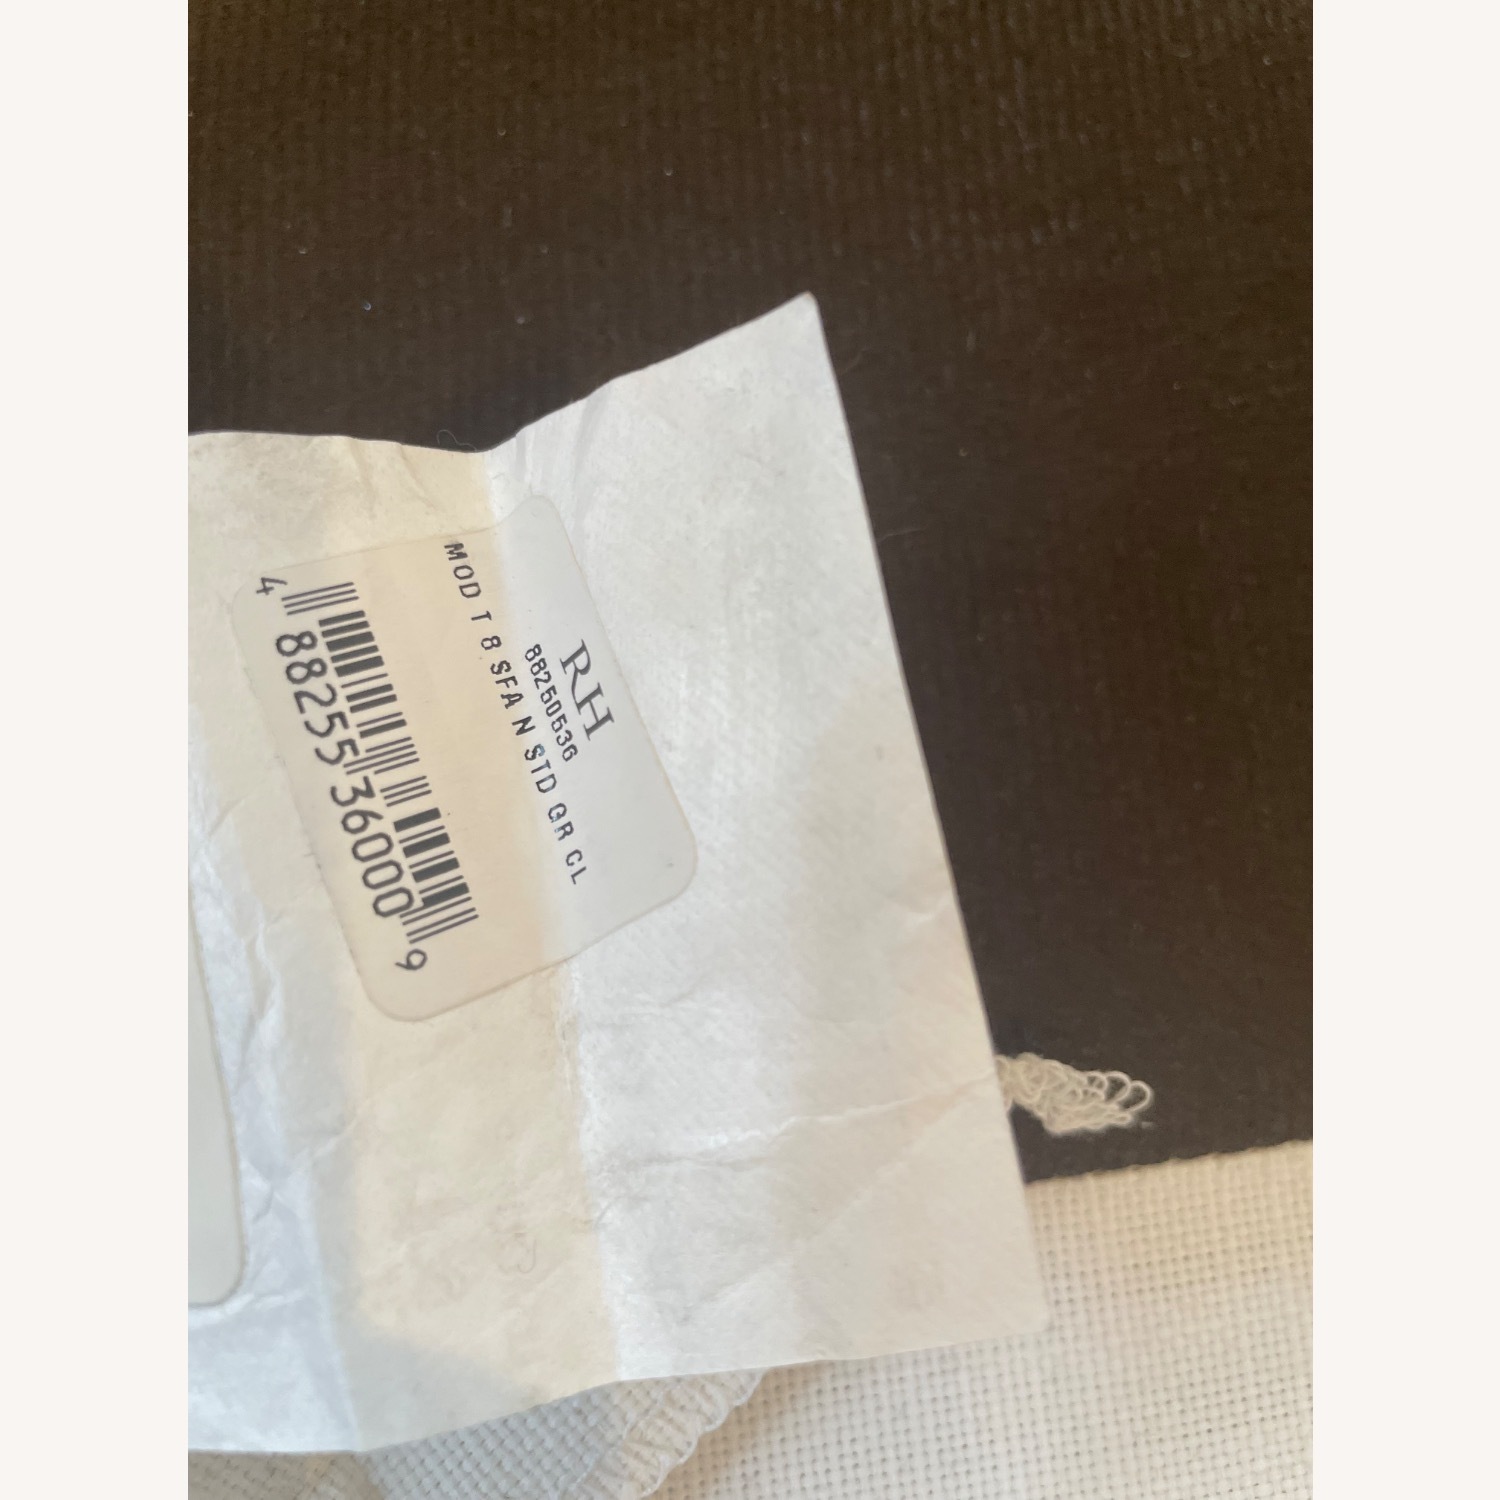 RH
88250536
MOD T 8 SFA N STD GR CL
4 88255 36000 9